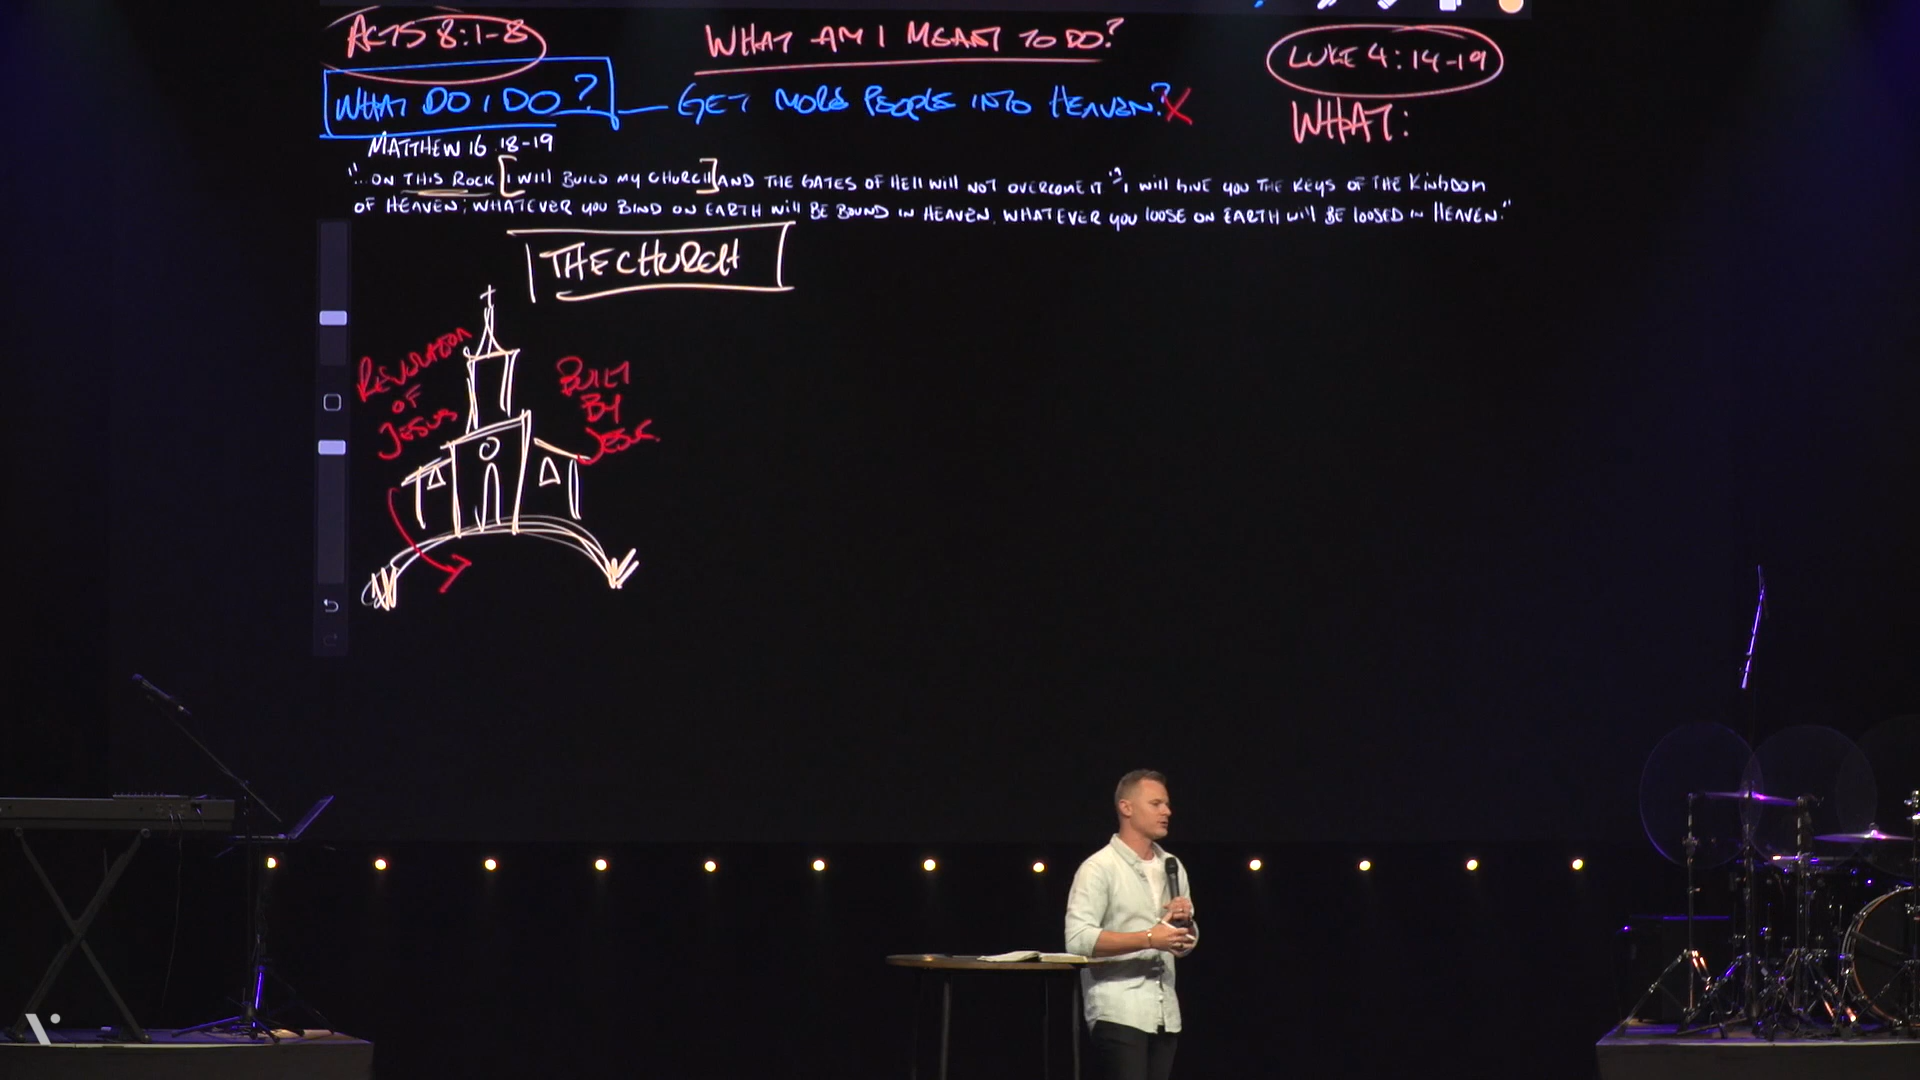 ACTS 8:1-8
WHAT AM I MEANT TO DO?
LUKE 4:14-19
WHAT DO I DO?
GET MORE PEOPLE INTO HEAVEN? X
WHAT:
MATTHEW 16 18-19
"...ON THIS ROCK [I WILL BUILD MY CHURCH] AND THE GATES OF HELL WILL NOT OVERCOME IT 19 I WILL GIVE YOU THE KEYS OF THE KINGDOM
OF HEAVEN; WHATEVER YOU BIND ON EARTH WILL BE BOUND IN HEAVEN, WHATEVER YOU LOOSE ON EARTH WILL BE LOOSED IN HEAVEN."
THE CHURCH
OF
JESUS
BUILT
BY
JESUS.